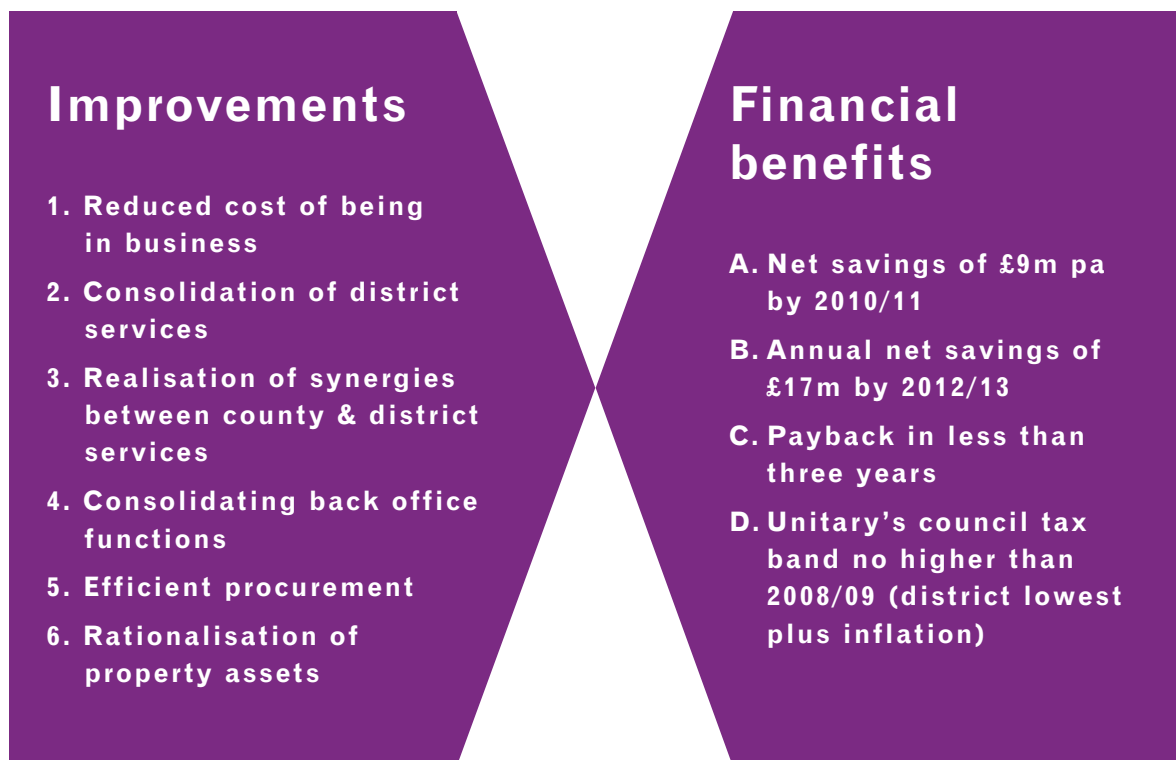 Improvements
1. Reduced cost of being
in business
2. Consolidation of district
services
3. Realisation of synergies
between county & district
services
4. Consolidating back office
functions
5. Efficient procurement
6. Rationalisation of
property assets
Financial
benefits
A. Net savings of £9m pa
by 2010/11
B. Annual net savings of
£17m by 2012/13
C. Payback in less than
three years
D. Unitary’s council tax
band no higher than
2008/09 (district lowest
plus inflation)